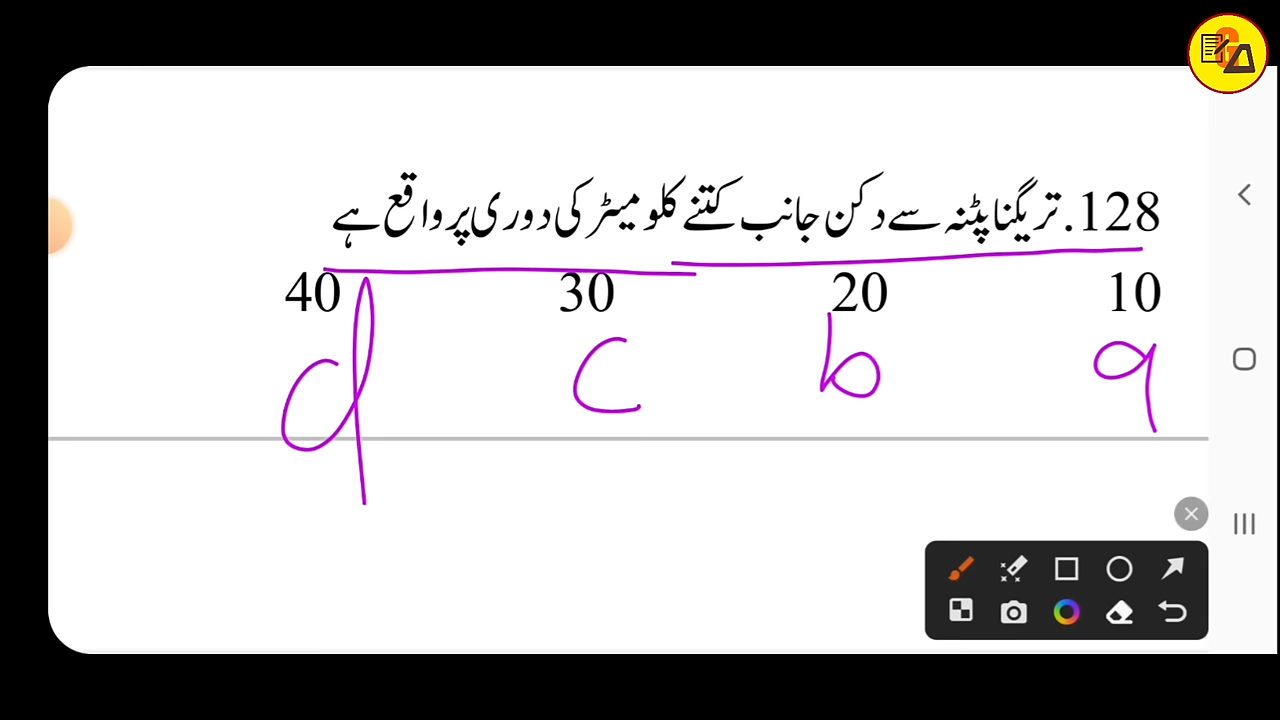 128. تریگنا پٹنہ سے دکن جانب کتنے کلو میٹر کی دوری پر واقع ہے
10 20 30 40
a b c d